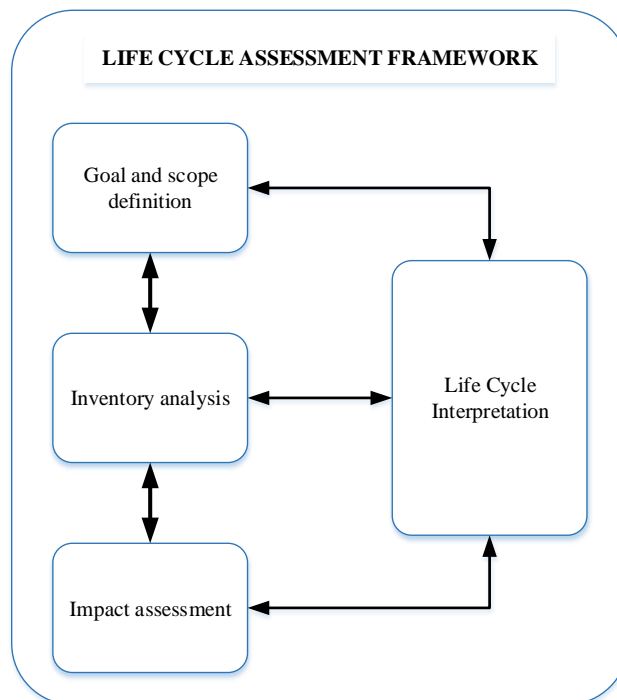 LIFE CYCLE ASSESSMENT FRAMEWORK
Goal and scope
definition
Inventory analysis
Life Cycle
Interpretation
Impact assessment